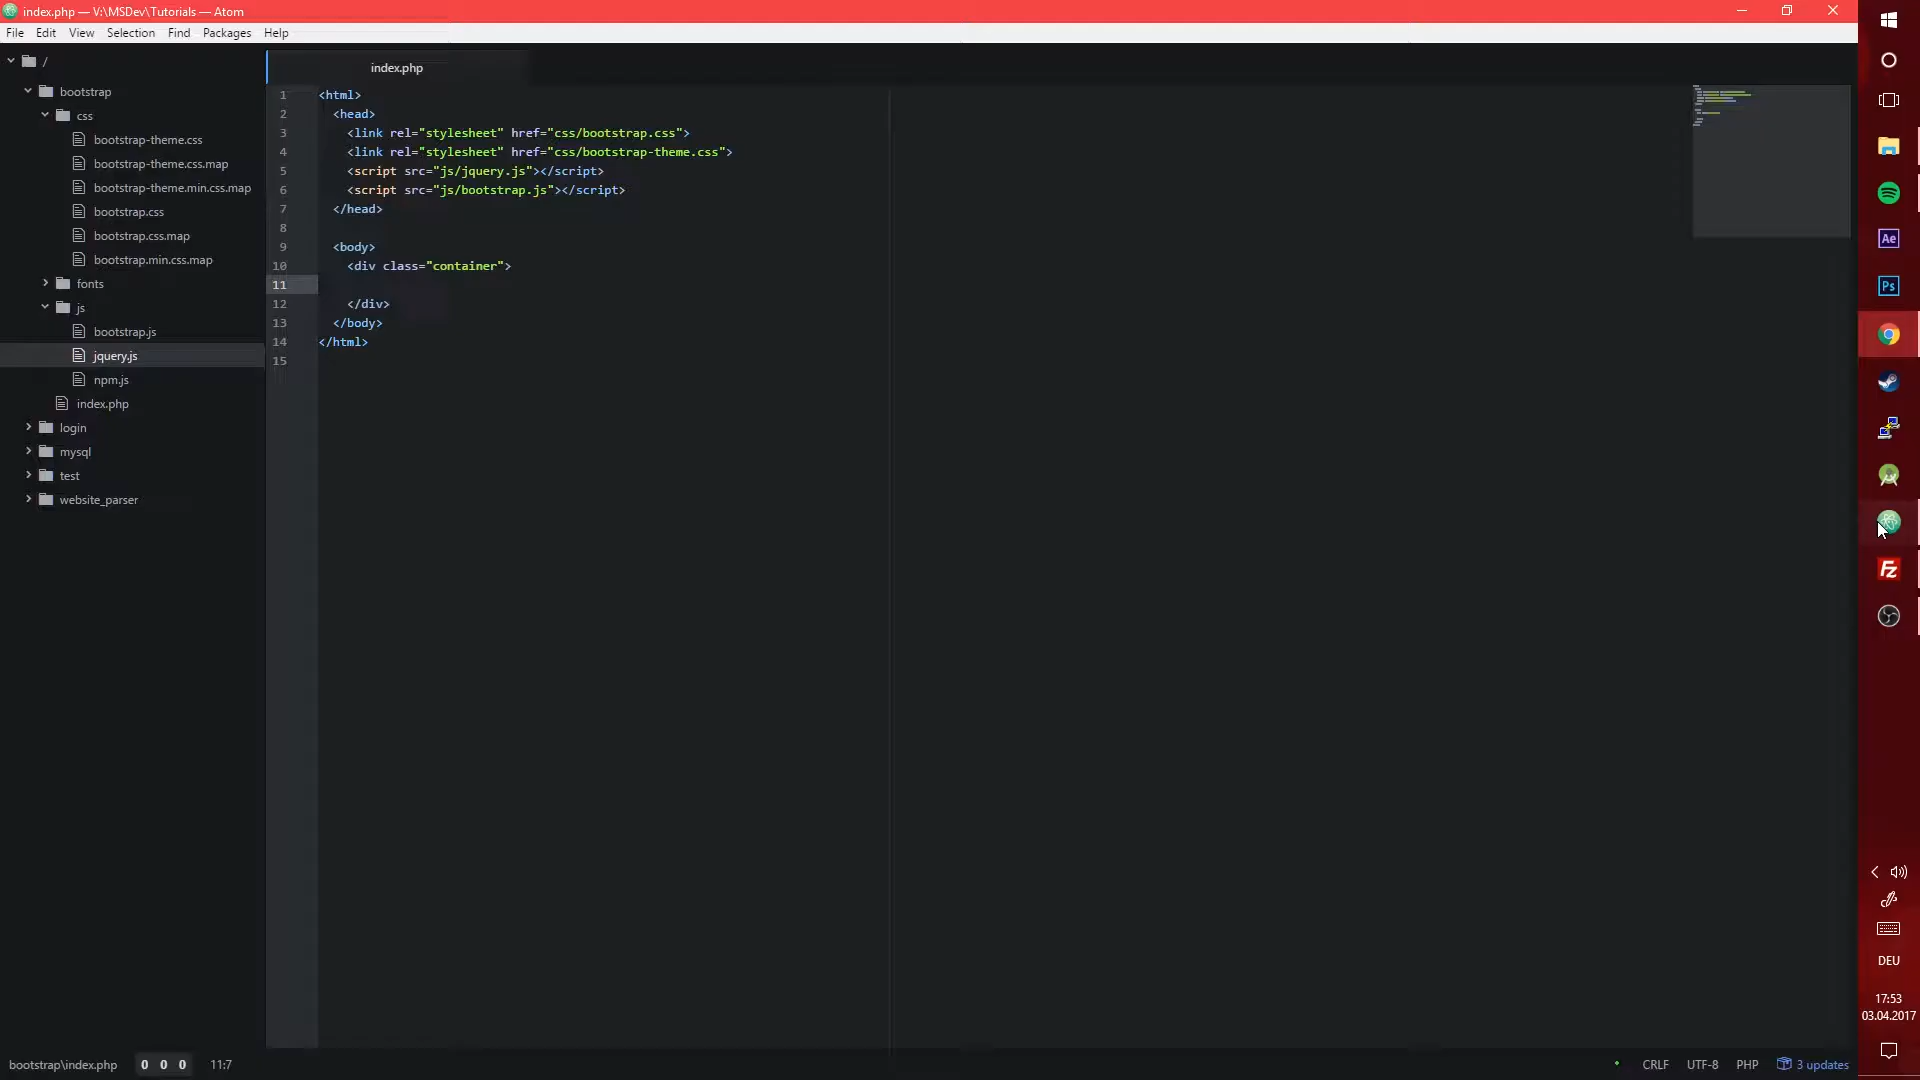 index.php — V:\MSDev\Tutorials — Atom
File Edit View Selection Find Packages Help
/
bootstrap
css
bootstrap-theme.css
bootstrap-theme.css.map
bootstrap-theme.min.css.map
bootstrap.css
bootstrap.css.map
bootstrap.min.css.map
fonts
js
bootstrap.js
jquery.js
npm.js
index.php
login
mysql
test
website_parser
index.php
1 <html>
2 <head>
3 <link rel="stylesheet" href="css/bootstrap.css">
4 <link rel="stylesheet" href="css/bootstrap-theme.css">
5 <script src="js/jquery.js"></script>
6 <script src="js/bootstrap.js"></script>
7 </head>
8
9 <body>
10 <div class="container">
11
12 </div>
13 </body>
14 </html>
15
Ae
Ps
Fz
DEU
17:53
03.04.2017
bootstrap\index.php 0 0 0 11:7 CRLF UTF-8 PHP 3 updates